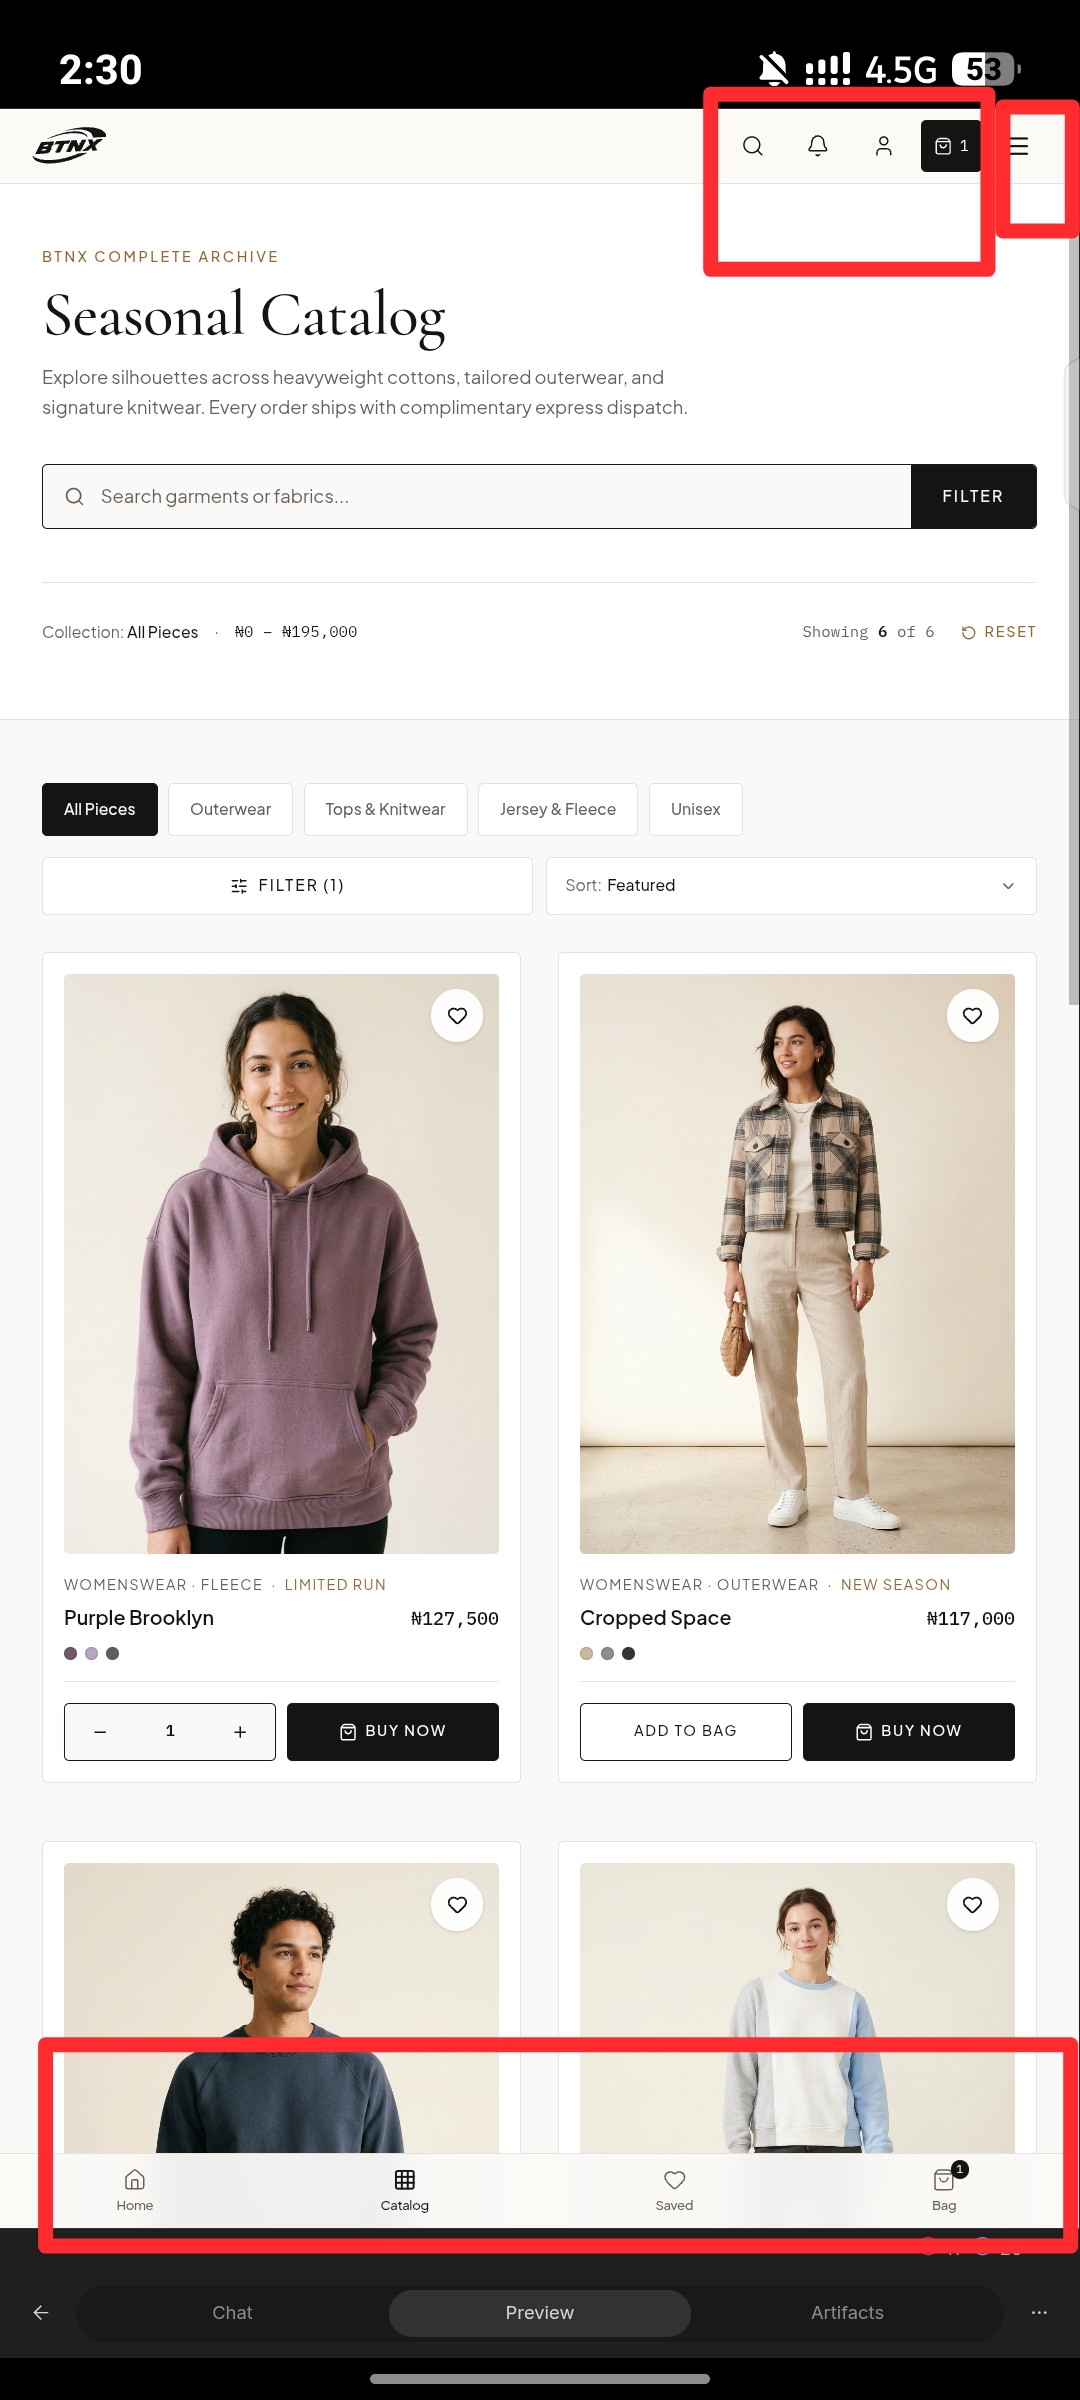 2:30
4.5G 53
BTNX
1
BTNX COMPLETE ARCHIVE
Seasonal Catalog
Explore silhouettes across heavyweight cottons, tailored outerwear, and
signature knitwear. Every order ships with complimentary express dispatch.
Search garments or fabrics...
FILTER
Collection: All Pieces · ₦0 – ₦195,000
Showing 6 of 6
RESET
All Pieces
Outerwear
Tops & Knitwear
Jersey & Fleece
Unisex
FILTER (1)
Sort: Featured
WOMENSWEAR · FLEECE · LIMITED RUN
Purple Brooklyn
₦127,500
− 1 +
BUY NOW
WOMENSWEAR · OUTERWEAR · NEW SEASON
Cropped Space
₦117,000
ADD TO BAG
BUY NOW
Home
Catalog
Saved
1
Bag
Chat
Preview
Artifacts